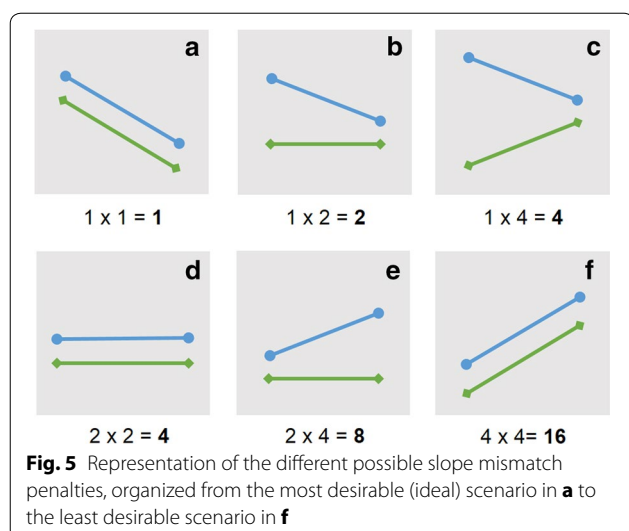 a
b
c
1 x 1 = 1
1 x 2 = 2
1 x 4 = 4
d
e
f
2 x 2 = 4
2 x 4 = 8
4 x 4= 16
Fig. 5 Representation of the different possible slope mismatch
penalties, organized from the most desirable (ideal) scenario in a to
the least desirable scenario in f